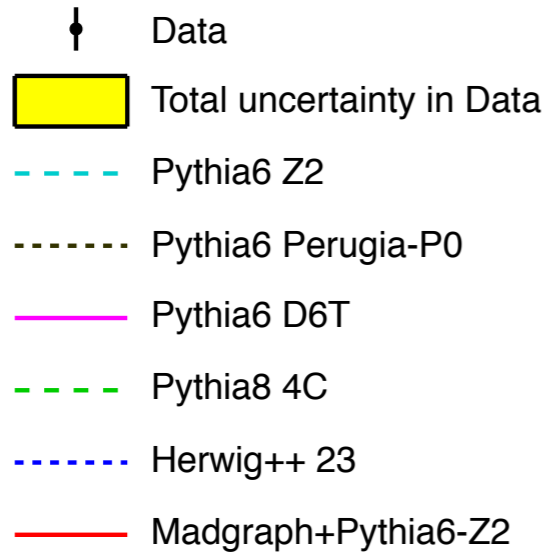 Data
Total uncertainty in Data
Pythia6 Z2
Pythia6 Perugia-P0
Pythia6 D6T
Pythia8 4C
Herwig++ 23
Madgraph+Pythia6-Z2